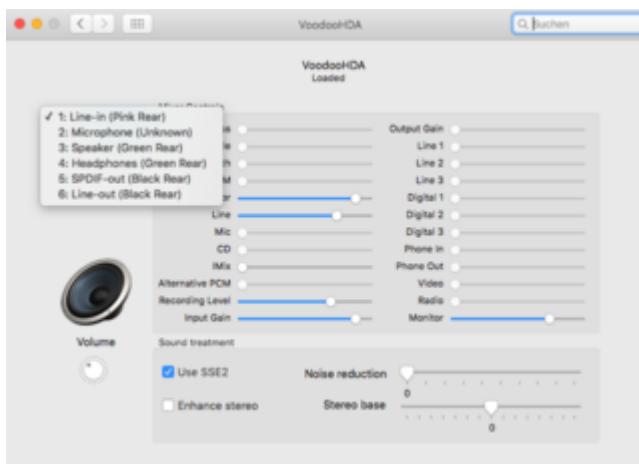 VoodooHDA
Suchen
VoodooHDA
Loaded
✓ 1: Line-in (Pink Rear)
2: Microphone (Unknown)
3: Speaker (Green Rear)
4: Headphones (Green Rear)
5: SPDIF-out (Black Rear)
6: Line-out (Black Rear)
Line
Mic
CD
IMix
Alternative PCM
Recording Level
Input Gain
Output Gain
Line 1
Line 2
Line 3
Digital 1
Digital 2
Digital 3
Phone In
Phone Out
Video
Radio
Monitor
Volume
Sound treatment
Use SSE2
Enhance stereo
Noise reduction
0
Stereo base
0